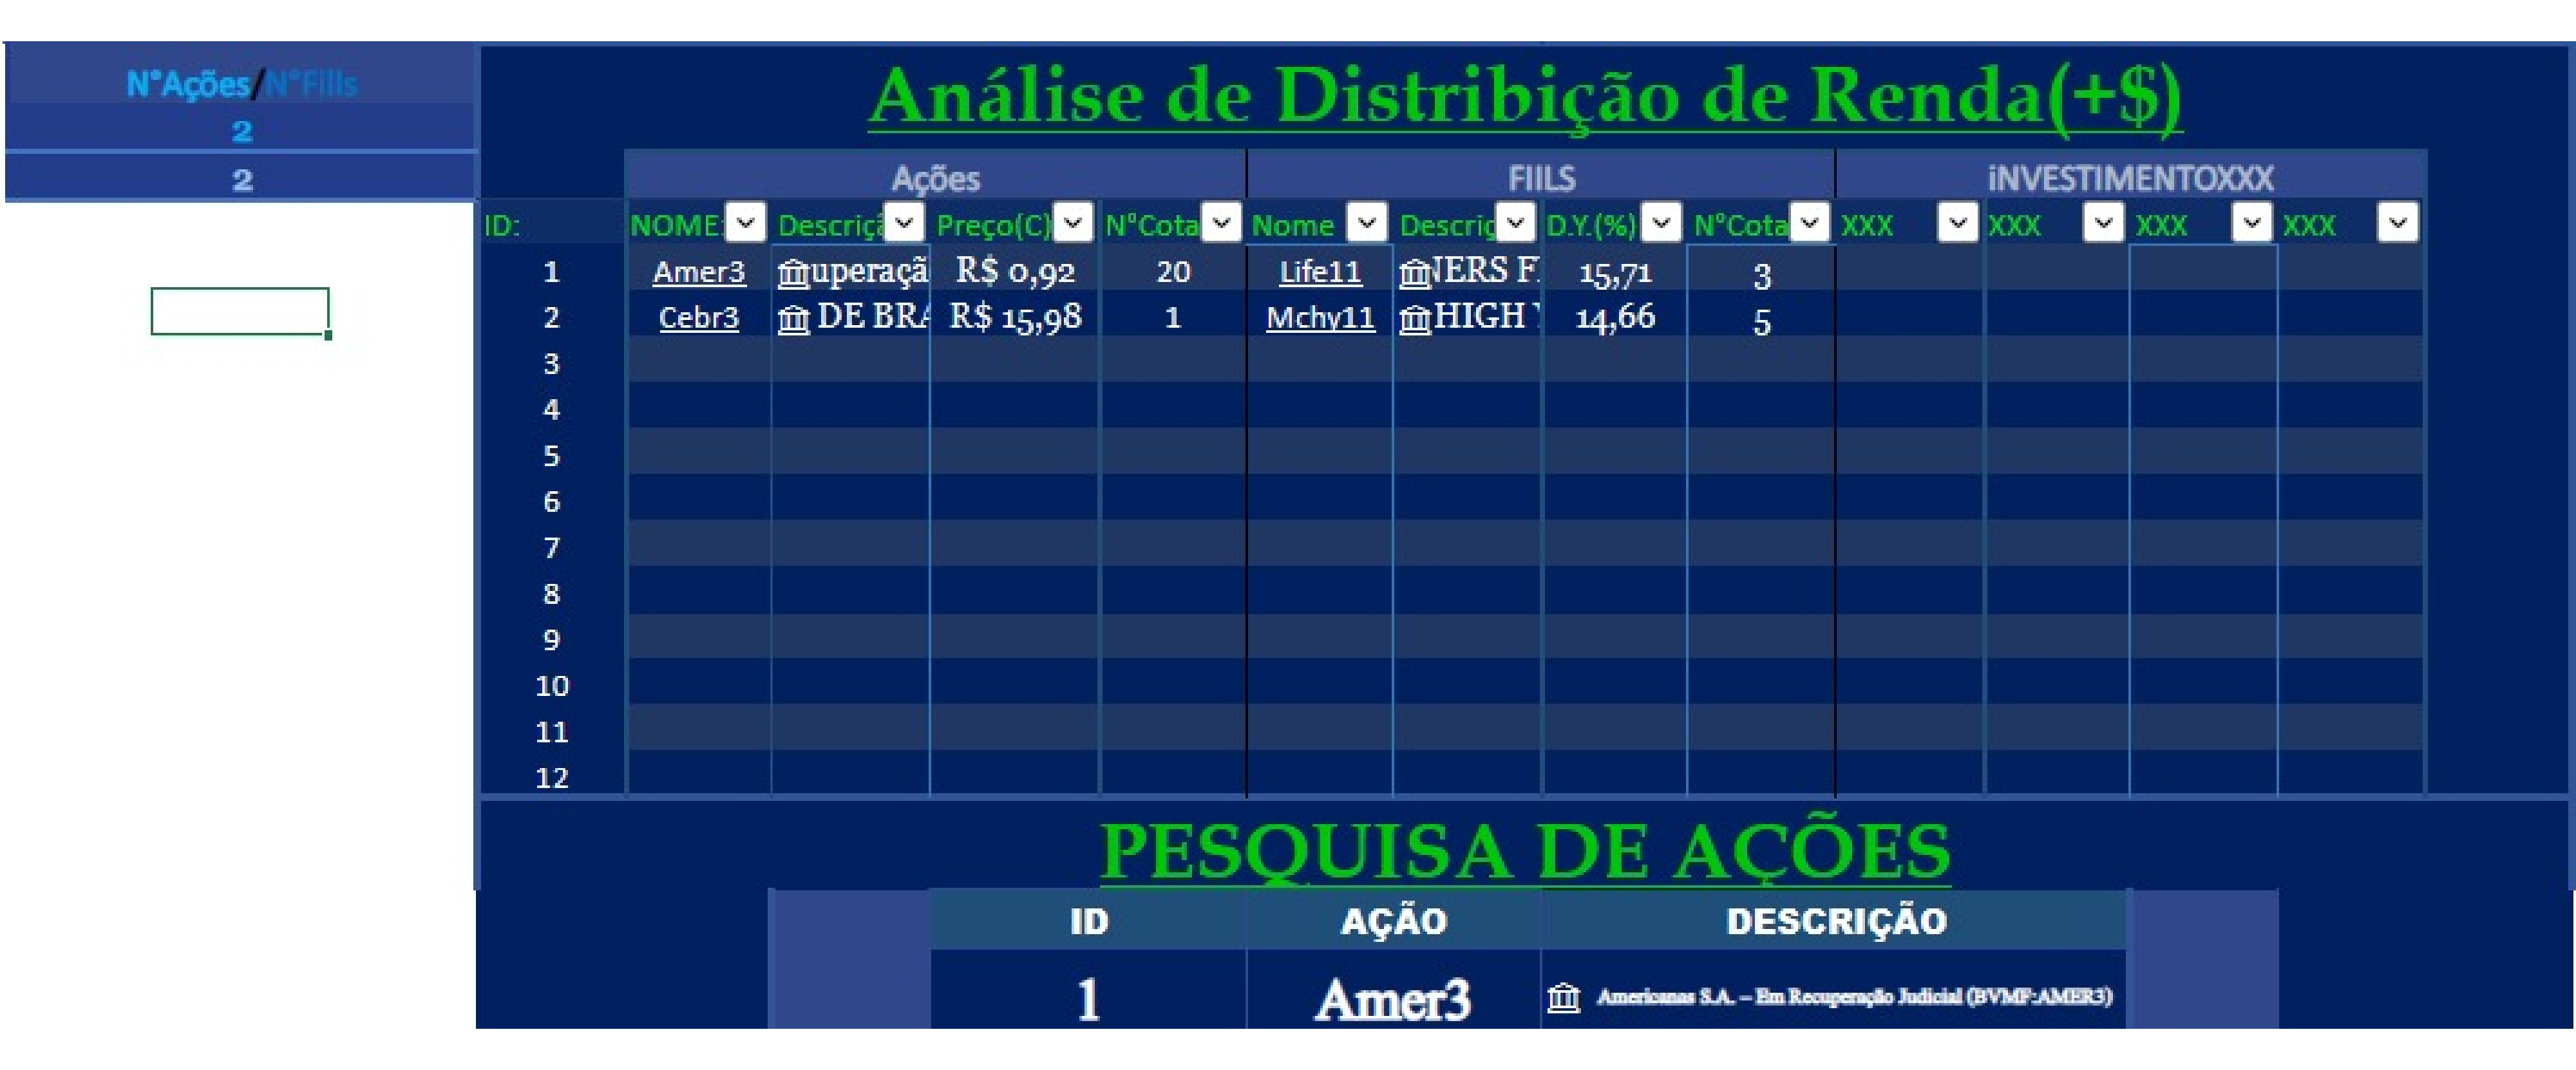 N°Ações/N°Fills
2
2
Análise de Distribição de Renda(+$)
Ações FIILS iNVESTIMENTOXXX
ID: NOME: Descriçã Preço(C) N°Cota Nome Descriç D.Y.(%) N°Cota XXX XXX XXX XXX
1 Amer3 uperaçã R$ 0,92 20 Life11 NERS F 15,71 3
2 Cebr3 DE BRA R$ 15,98 1 Mchy11 HIGH 14,66 5
3
4
5
6
7
8
9
10
11
12
PESQUISA DE AÇÕES
ID AÇÃO DESCRIÇÃO
1 Amer3 Americanas S.A. – Em Recuperação Judicial (BVMF:AMER3)